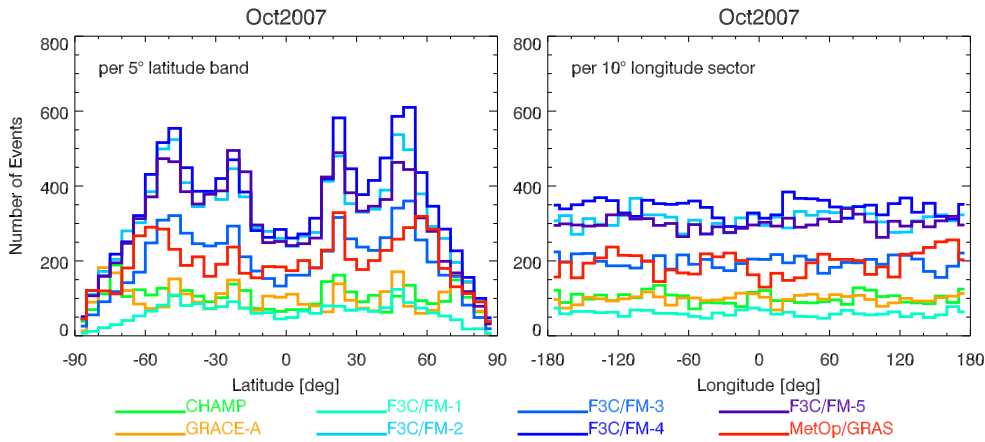 Oct2007
Oct2007
800
600
400
200
0
Number of Events
per 5° latitude band
-90
-60
-30
0
30
60
90
Latitude [deg]
800
600
400
200
0
per 10° longitude sector
-180
-120
-60
0
60
120
180
Longitude [deg]
CHAMP
F3C/FM-1
F3C/FM-3
F3C/FM-5
GRACE-A
F3C/FM-2
F3C/FM-4
MetOp/GRAS